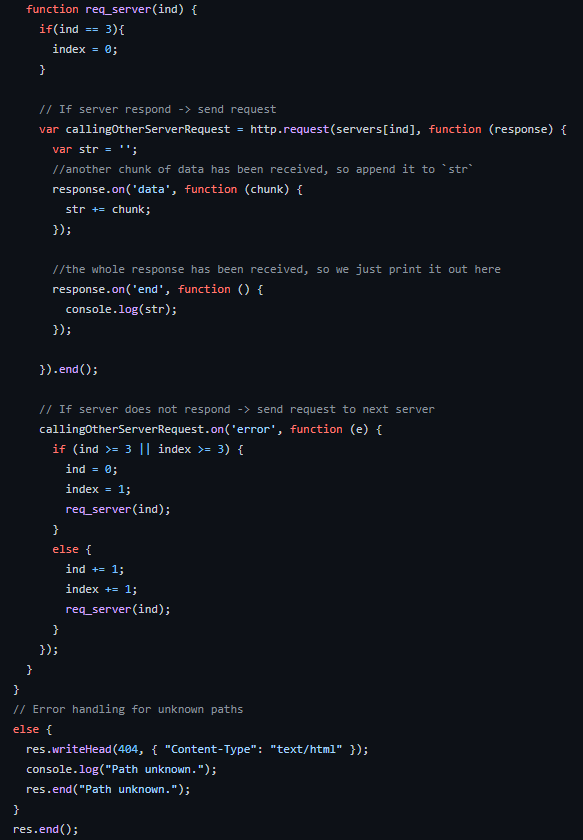 function req_server(ind) {
if(ind == 3){
index = 0;
}
// If server respond -> send request
var callingOtherServerRequest = http.request(servers[ind], function (response) {
var str = '';
//another chunk of data has been received, so append it to `str`
response.on('data', function (chunk) {
str += chunk;
});
//the whole response has been received, so we just print it out here
response.on('end', function () {
console.log(str);
});
}).end();
// If server does not respond -> send request to next server
callingOtherServerRequest.on('error', function (e) {
if (ind >= 3 || index >= 3) {
ind = 0;
index = 1;
req_server(ind);
}
else {
ind += 1;
index += 1;
req_server(ind);
}
});
}
}
// Error handling for unknown paths
else {
res.writeHead(404, { "Content-Type": "text/html" });
console.log("Path unknown.");
res.end("Path unknown.");
}
res.end();